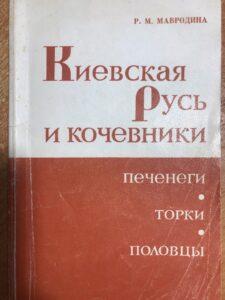 Р. М. МАВРОДИНА
Киевская
Русь
и кочевники
ПЕЧЕНЕГИ
•
ТОРКИ
•
ПОЛОВЦЫ